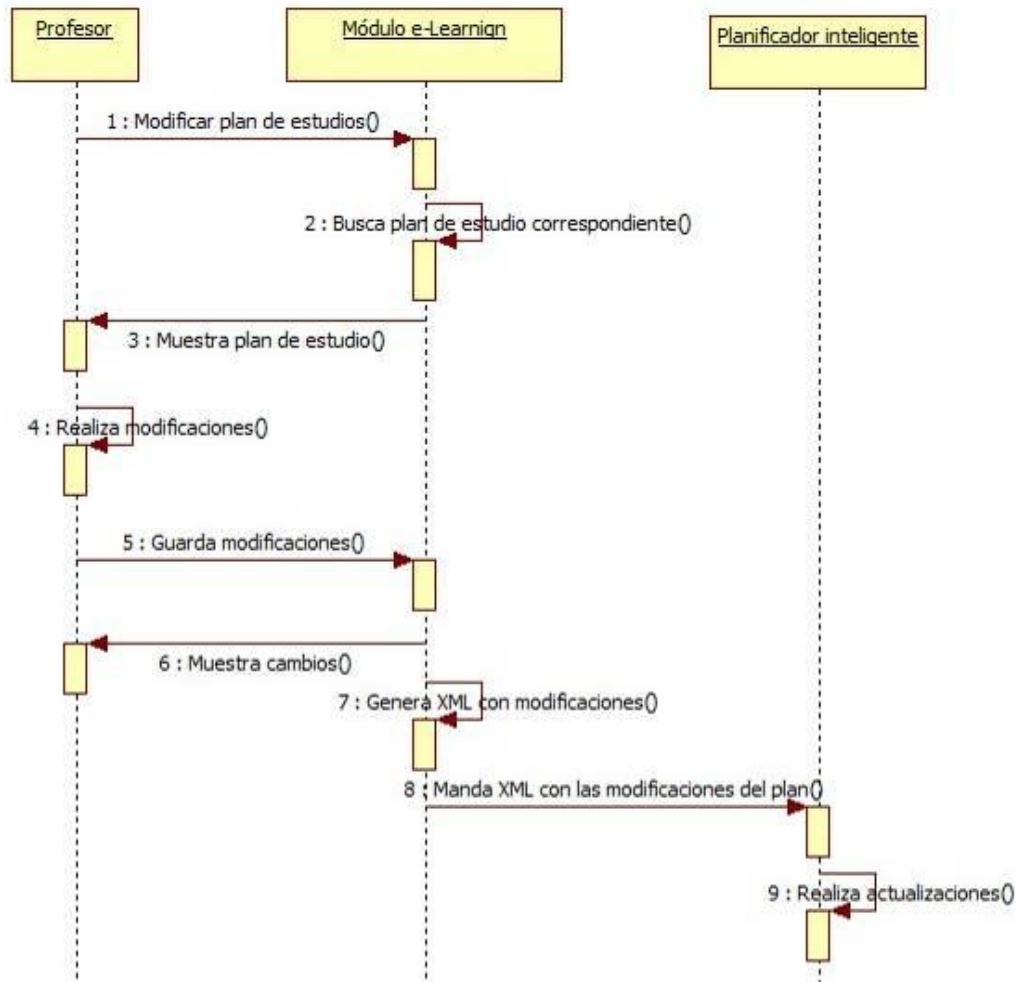 Profesor
Módulo e-Learnign
Planificador inteligente
1 : Modificar plan de estudios()
2 : Busca plan de estudio correspondiente()
3 : Muestra plan de estudio()
4 : Realiza modificaciones()
5 : Guarda modificaciones()
6 : Muestra cambios()
7 : Genera XML con modificaciones()
8 : Manda XML con las modificaciones del plan()
9 : Realiza actualizaciones()